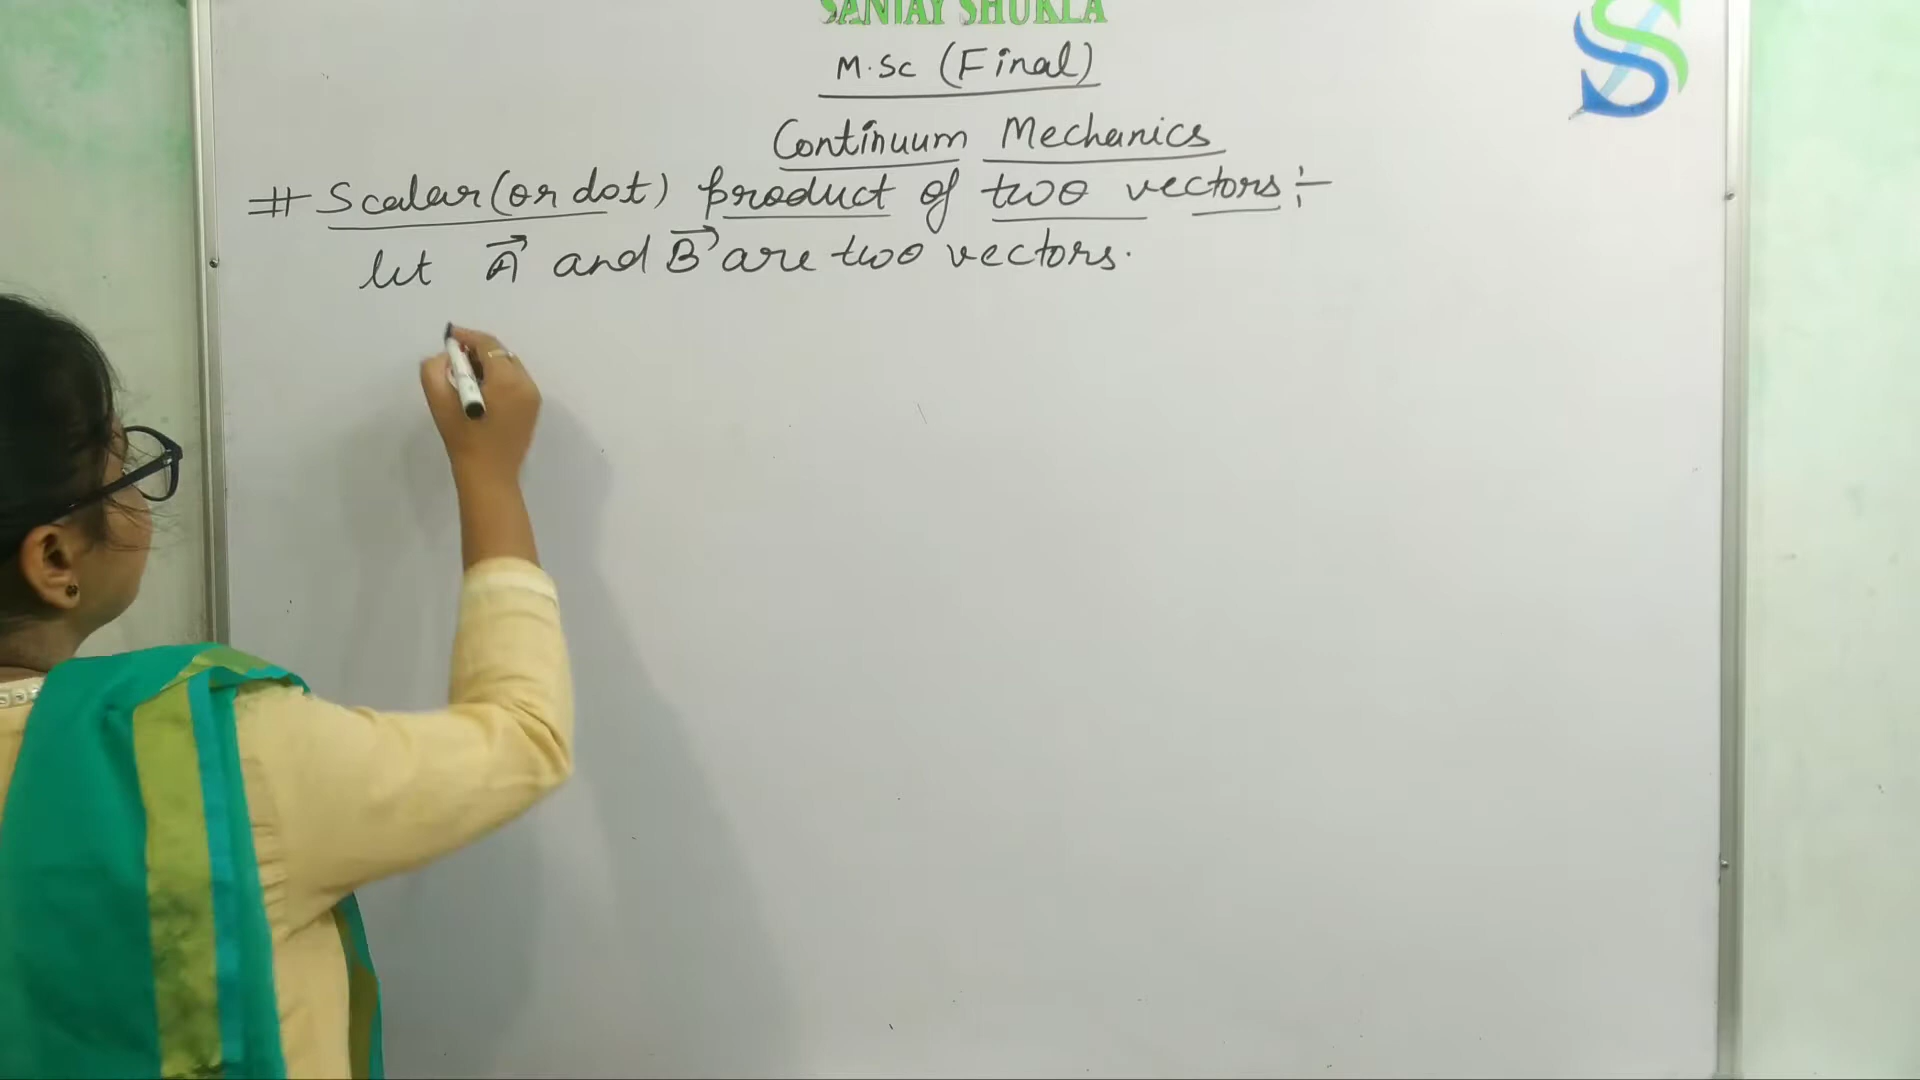 SANJAY SHUKLA
M.Sc (Final)
Continuum Mechanics
# Scalar (or dot) product of two vectors :-
let A⃗ and B⃗ are two vectors.